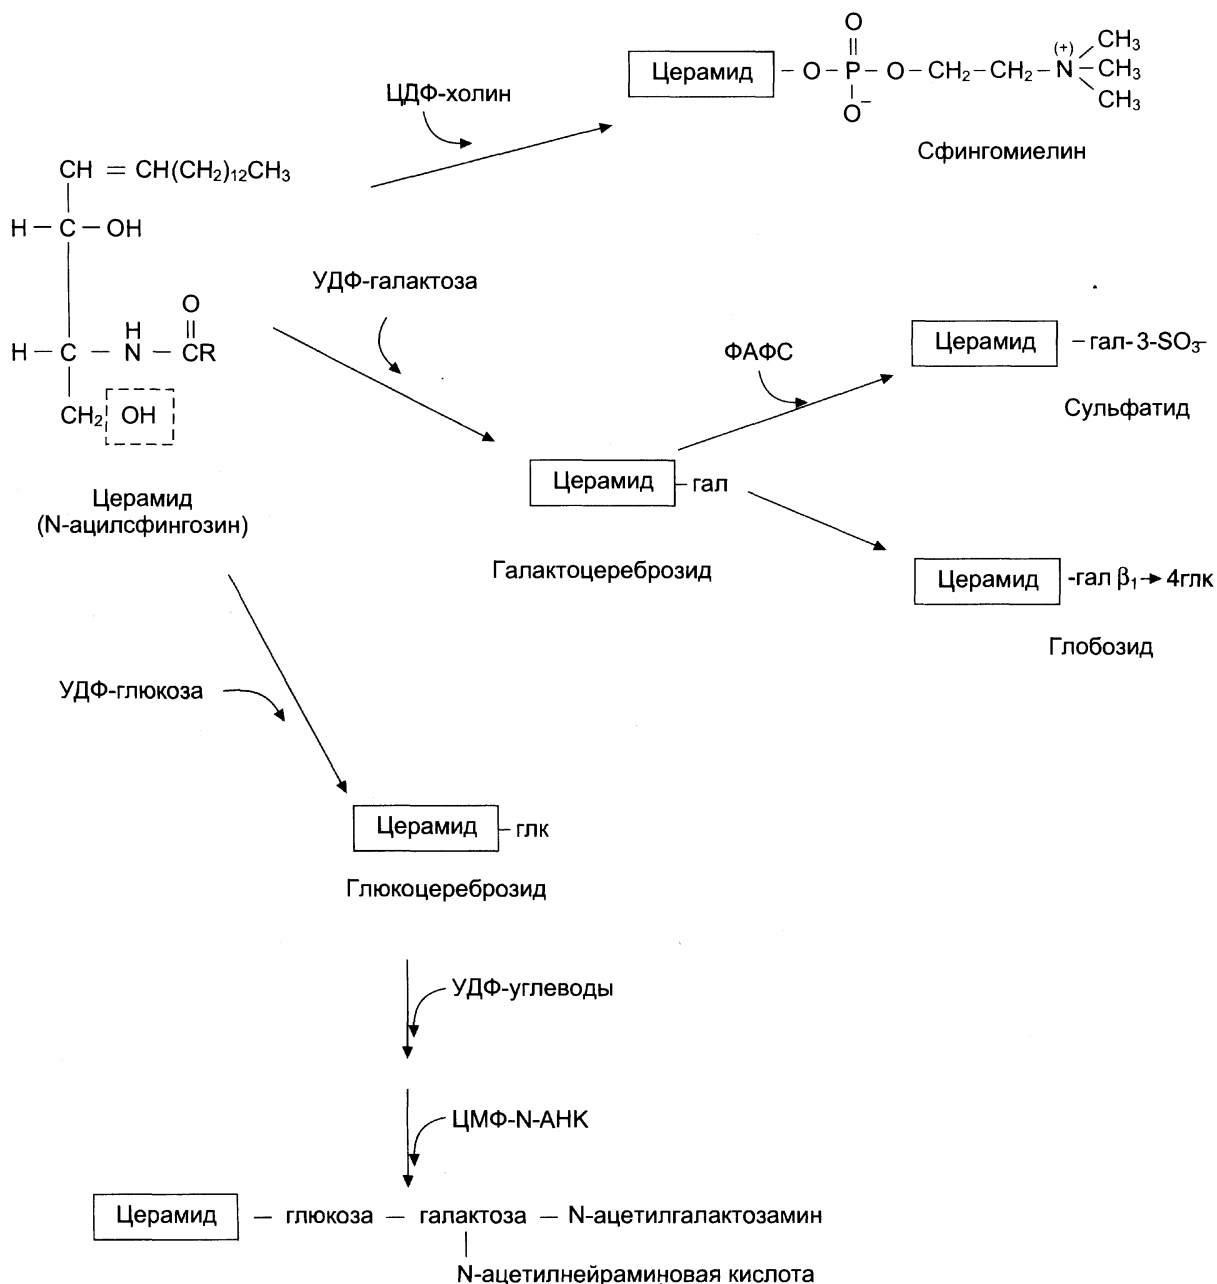 O
||
Церамид – O – P – O – CH₂ – CH₂ – N – CH₃
(+)
CH₃
CH₃
O⁻
Сфингомиелин
ЦДФ-холин
CH = CH(CH₂)₁₂CH₃
H – C – OH
O
||
H
H – C – N – CR
CH₂ OH
Церамид
(N-ацилсфингозин)
УДФ-галактоза
Церамид – гал
Галактоцереброзид
ФАФС
Церамид – гал- 3-SO₃⁻
Сульфатид
Церамид -гал β₁→4глк
Глобозид
УДФ-глюкоза
Церамид – глк
Глюкоцереброзид
УДФ-углеводы
ЦМФ-N-АНК
Церамид – глюкоза – галактоза – N-ацетилгалактозамин
N-ацетилнейраминовая кислота